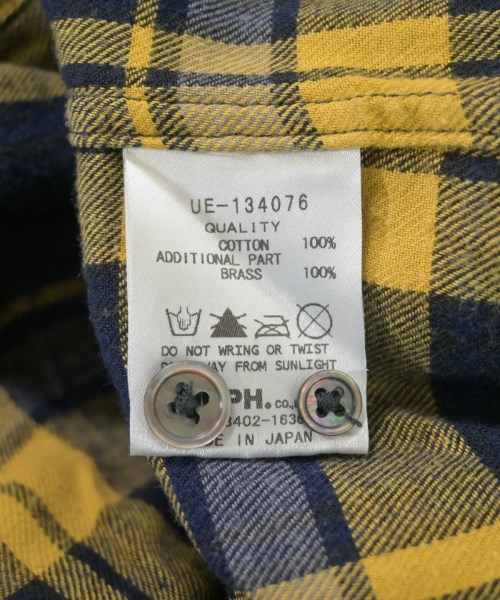 UE-134076
QUALITY
COTTON 100%
ADDITIONAL PART
BRASS 100%
DO NOT WRING OR TWIST
AWAY FROM SUNLIGHT
PH. CO.,
3402-1636
IN JAPAN